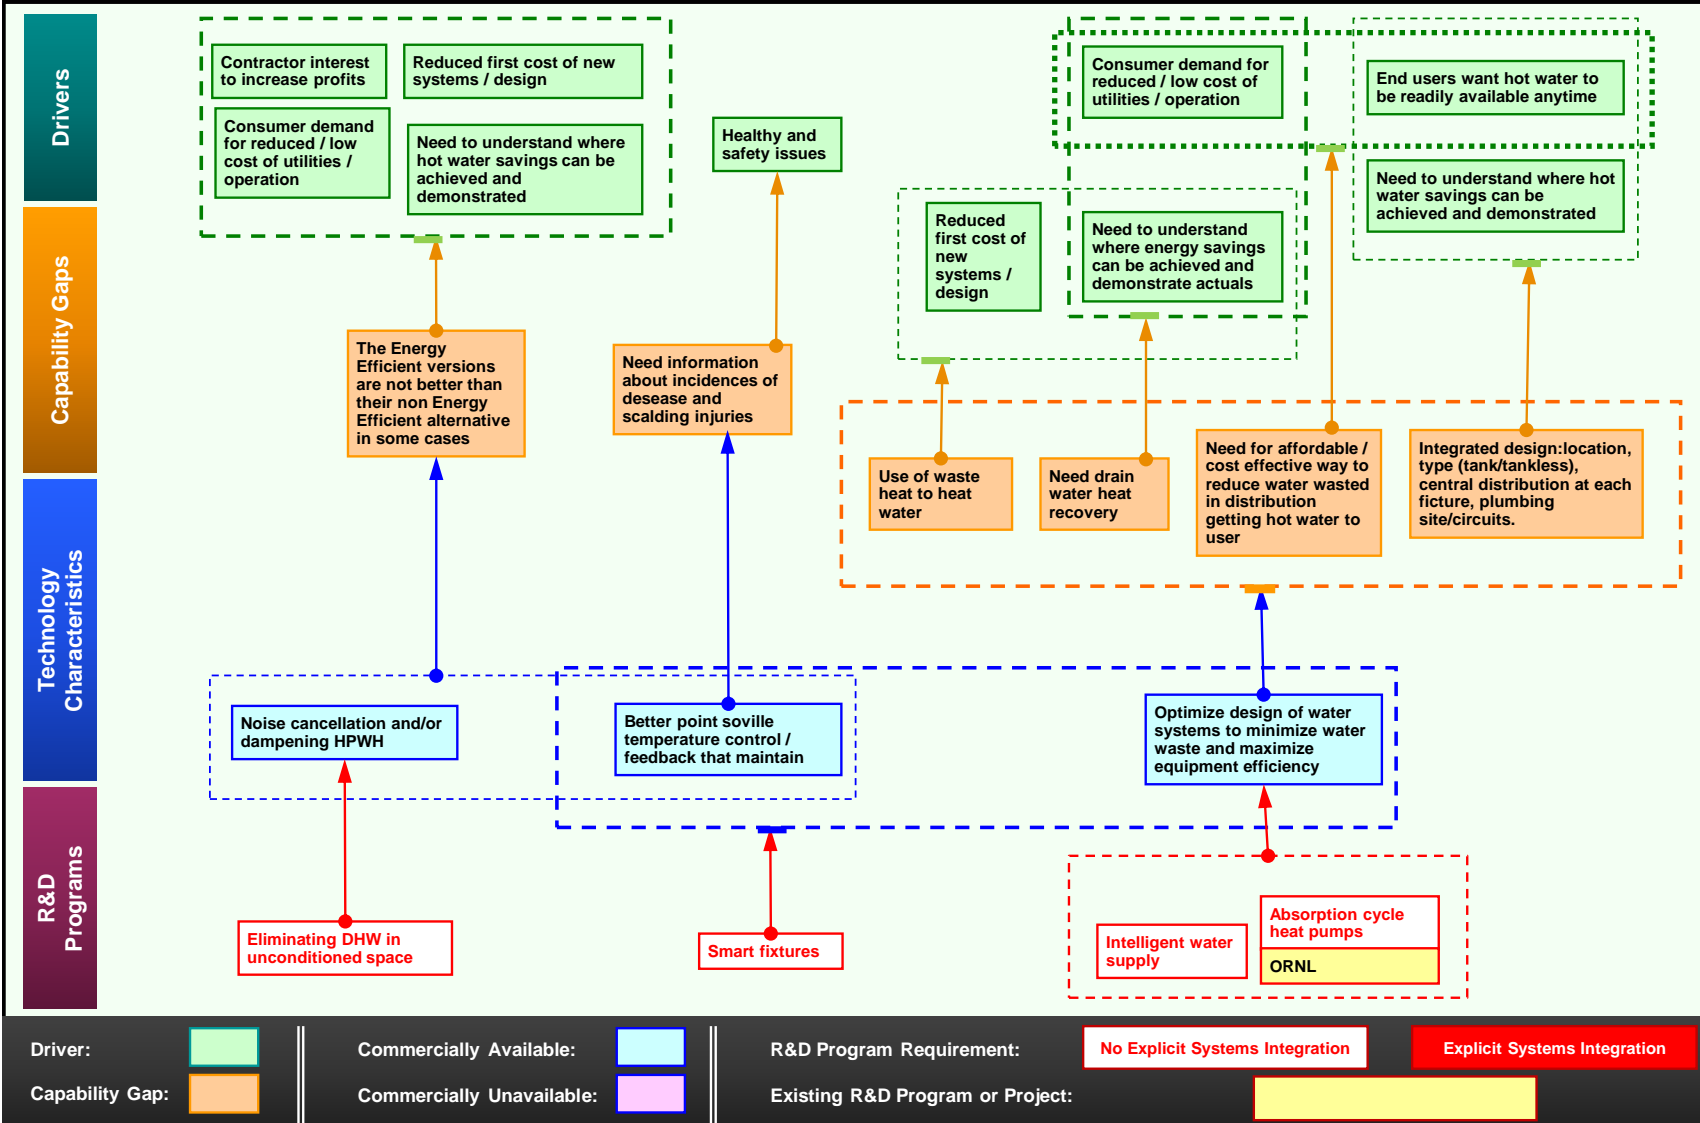 Drivers
Contractor interest
to increase profits
Reduced first cost of new
systems / design
Consumer demand
for reduced / low
cost of utilities /
operation
Need to understand where
hot water savings can be
achieved and
demonstrated
Healthy and
safety issues
Consumer demand for
reduced / low cost of
utilities / operation
End users want hot water to
be readily available anytime
Reduced
first cost of
new
systems /
design
Need to understand
where energy savings
can be achieved and
demonstrate actuals
Need to understand where hot
water savings can be
achieved and demonstrated
Capability Gaps
The Energy
Efficient versions
are not better than
their non Energy
Efficient alternative
in some cases
Need information
about incidences of
desease and
scalding injuries
Use of waste
heat to heat
water
Need drain
water heat
recovery
Need for affordable /
cost effective way to
reduce water wasted
in distribution
getting hot water to
user
Integrated design:location,
type (tank/tankless),
central distribution at each
ficture, plumbing
site/circuits.
Technology
Characteristics
Noise cancellation and/or
dampening HPWH
Better point soville
temperature control /
feedback that maintain
Optimize design of water
systems to minimize water
waste and maximize
equipment efficiency
R&D
Programs
Eliminating DHW in
unconditioned space
Smart fixtures
Intelligent water
supply
Absorption cycle
heat pumps
ORNL
Driver:
Capability Gap:
Commercially Available:
Commercially Unavailable:
R&D Program Requirement:
No Explicit Systems Integration
Explicit Systems Integration
Existing R&D Program or Project: